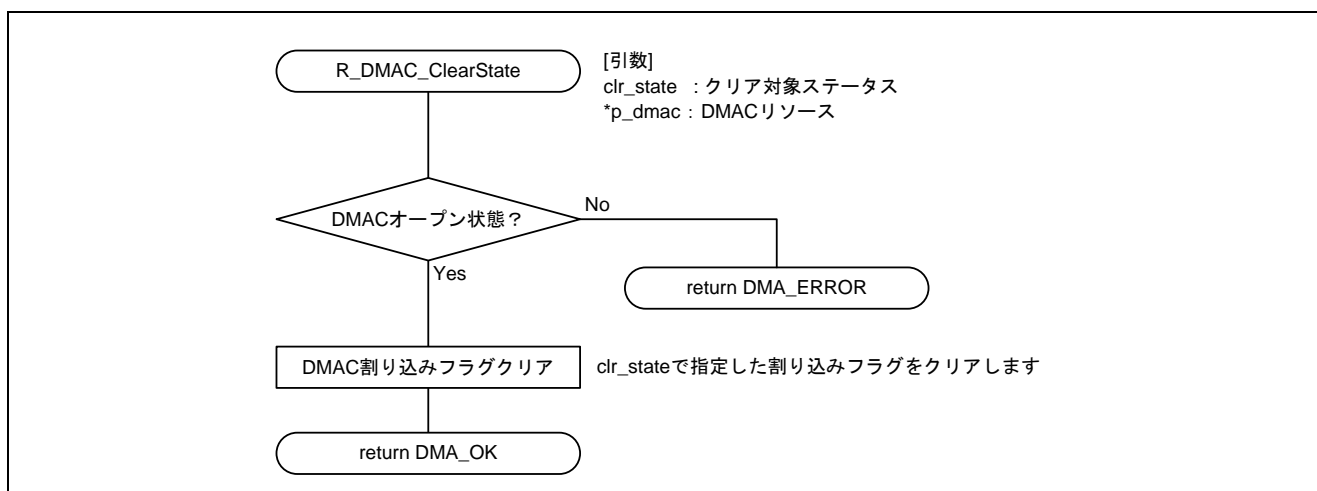 R_DMAC_ClearState
[引数]
clr_state : クリア対象ステータス
*p_dmac : DMACリソース
DMACオープン状態？
No
Yes
return DMA_ERROR
DMAC割り込みフラグクリア
clr_stateで指定した割り込みフラグをクリアします
return DMA_OK